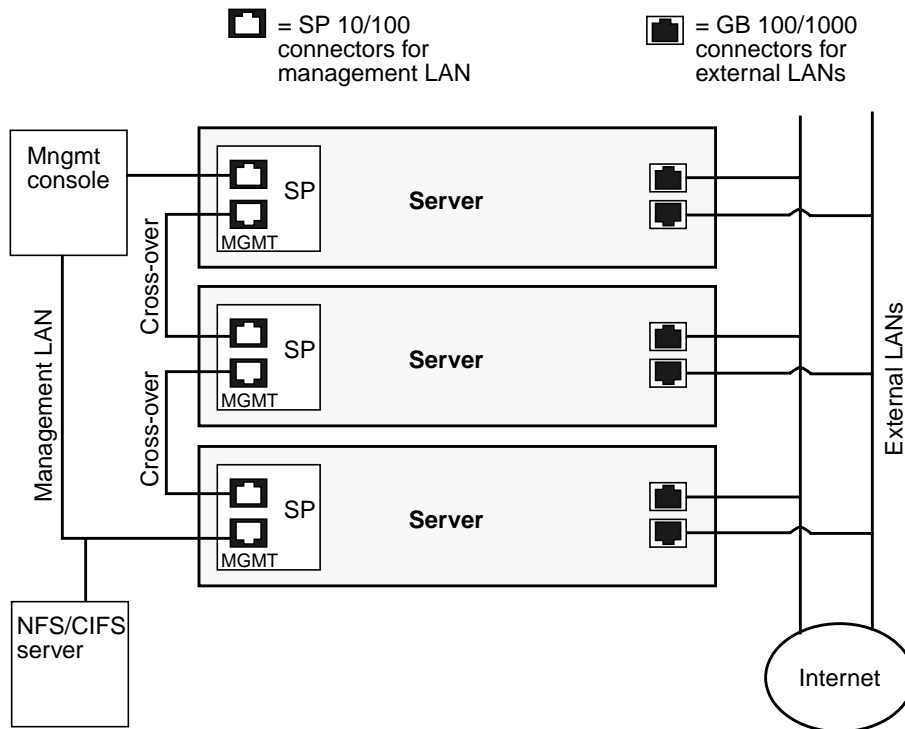 = SP 10/100
connectors for
management LAN
= GB 100/1000
connectors for
external LANs
Mngmt
console
SP
MGMT
Server
Cross-over
SP
MGMT
Server
Cross-over
SP
MGMT
Server
Management LAN
External LANs
NFS/CIFS
server
Internet